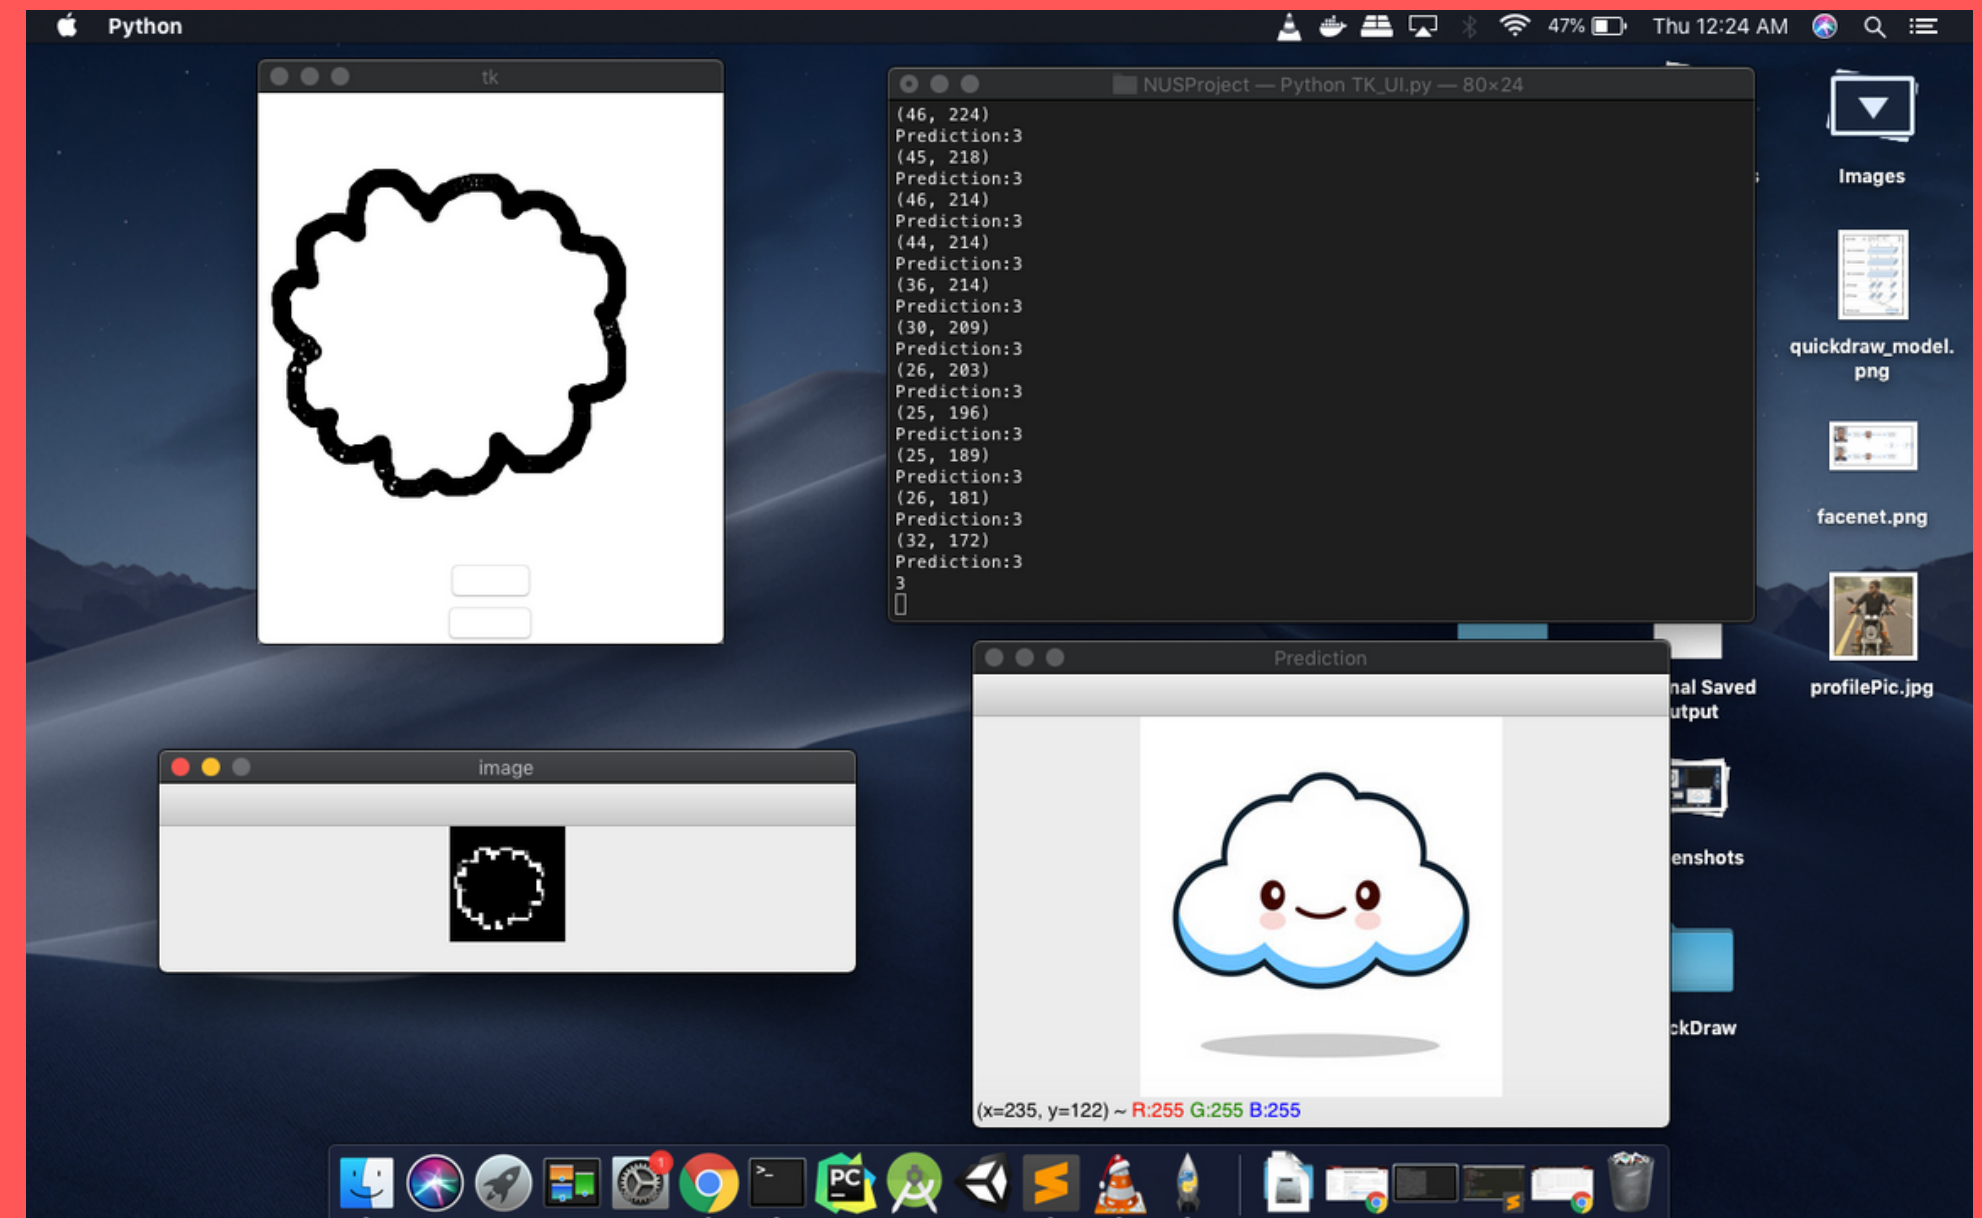 Python
47%
Thu 12:24 AM
tk
NUSProject — Python TK_UI.py — 80×24
(46, 224)
Prediction:3
(45, 218)
Prediction:3
(46, 214)
Prediction:3
(44, 214)
Prediction:3
(36, 214)
Prediction:3
(30, 209)
Prediction:3
(26, 203)
Prediction:3
(25, 196)
Prediction:3
(25, 189)
Prediction:3
(26, 181)
Prediction:3
(32, 172)
Prediction:3
3
Images
quickdraw_model.
png
facenet.png
profilePic.jpg
nal Saved
utput
enshots
ckDraw
image
Prediction
(x=235, y=122) ~ R:255 G:255 B:255
1
>_
PC